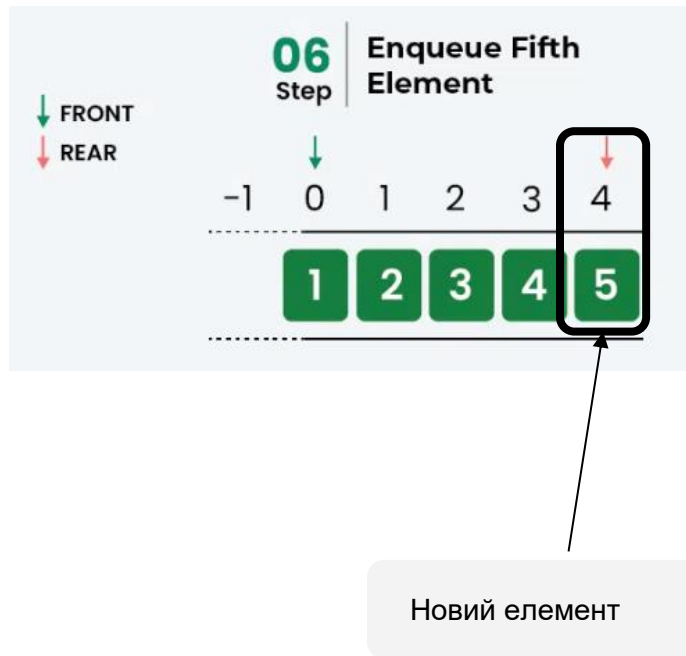 06
Step
Enqueue Fifth
Element
FRONT
REAR
-1 0 1 2 3 4
1 2 3 4 5
Новий елемент